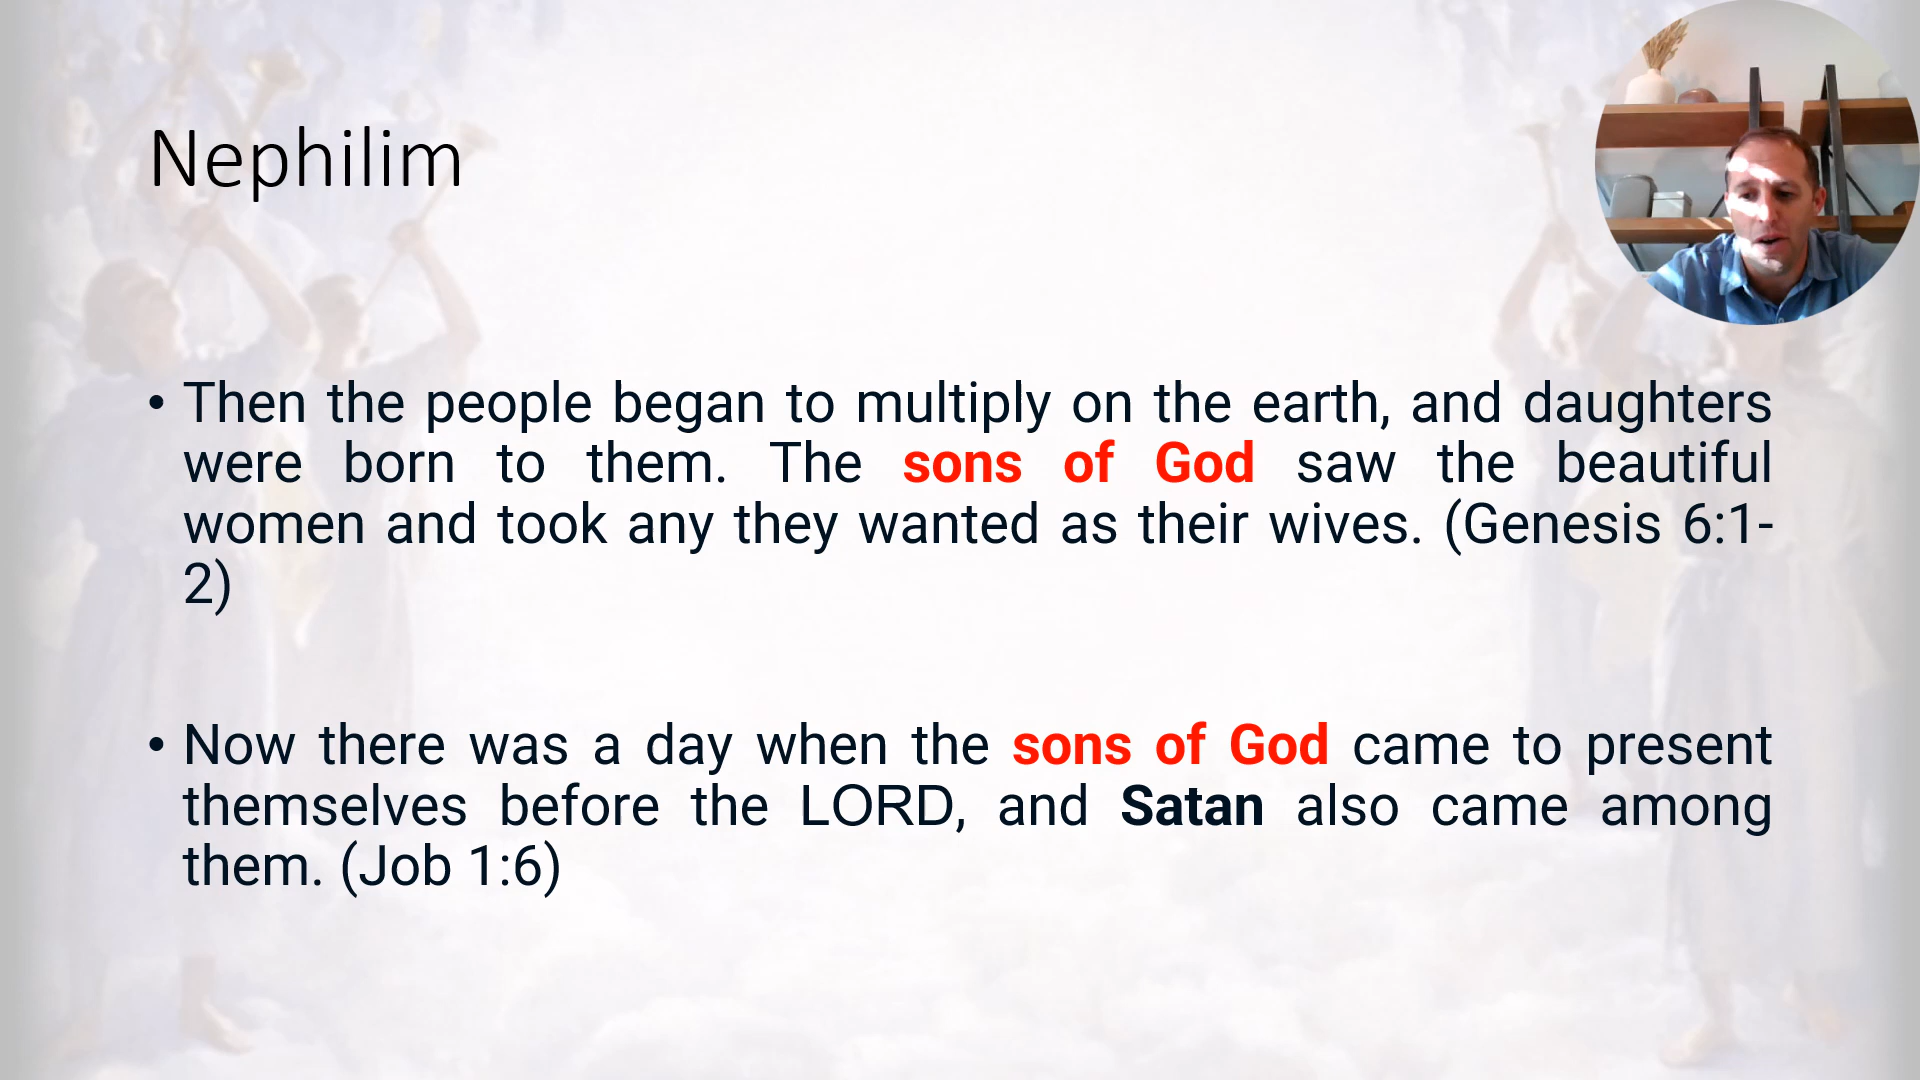 Nephilim
• Then the people began to multiply on the earth, and daughters
were born to them. The sons of God saw the beautiful
women and took any they wanted as their wives. (Genesis 6:1-
2)
• Now there was a day when the sons of God came to present
themselves before the LORD, and Satan also came among
them. (Job 1:6)